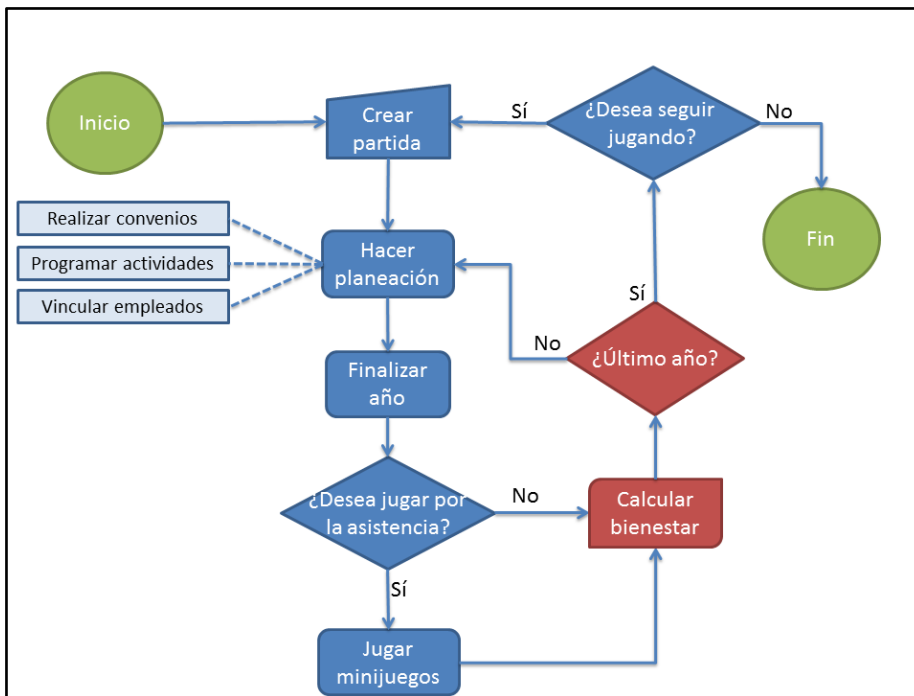 Inicio
Crear
partida
Sí
¿Desea seguir
jugando?
No
Fin
Realizar convenios
Programar actividades
Vincular empleados
Hacer
planeación
No
Sí
¿Último año?
Finalizar
año
¿Desea jugar por
la asistencia?
No
Calcular
bienestar
Sí
Jugar
minijuegos